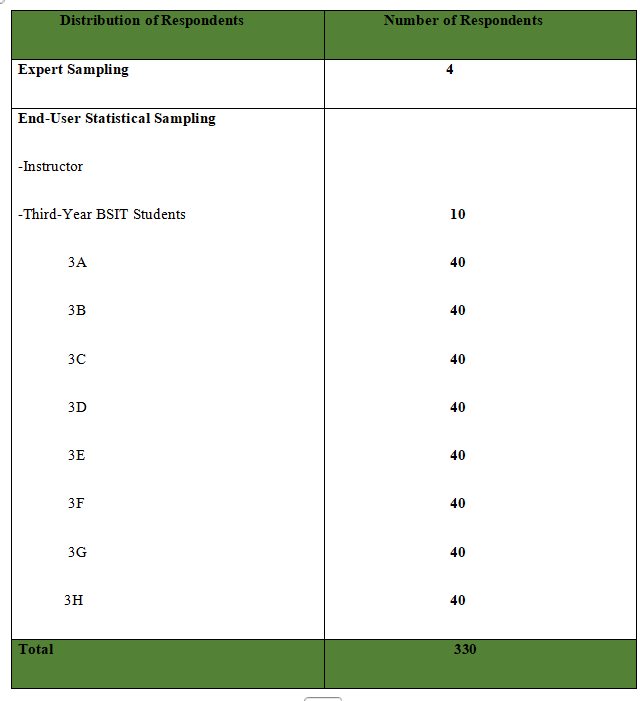 Distribution of Respondents Number of Respondents
Expert Sampling 4
End-User Statistical Sampling
-Instructor
-Third-Year BSIT Students 10
3A 40
3B 40
3C 40
3D 40
3E 40
3F 40
3G 40
3H 40
Total 330